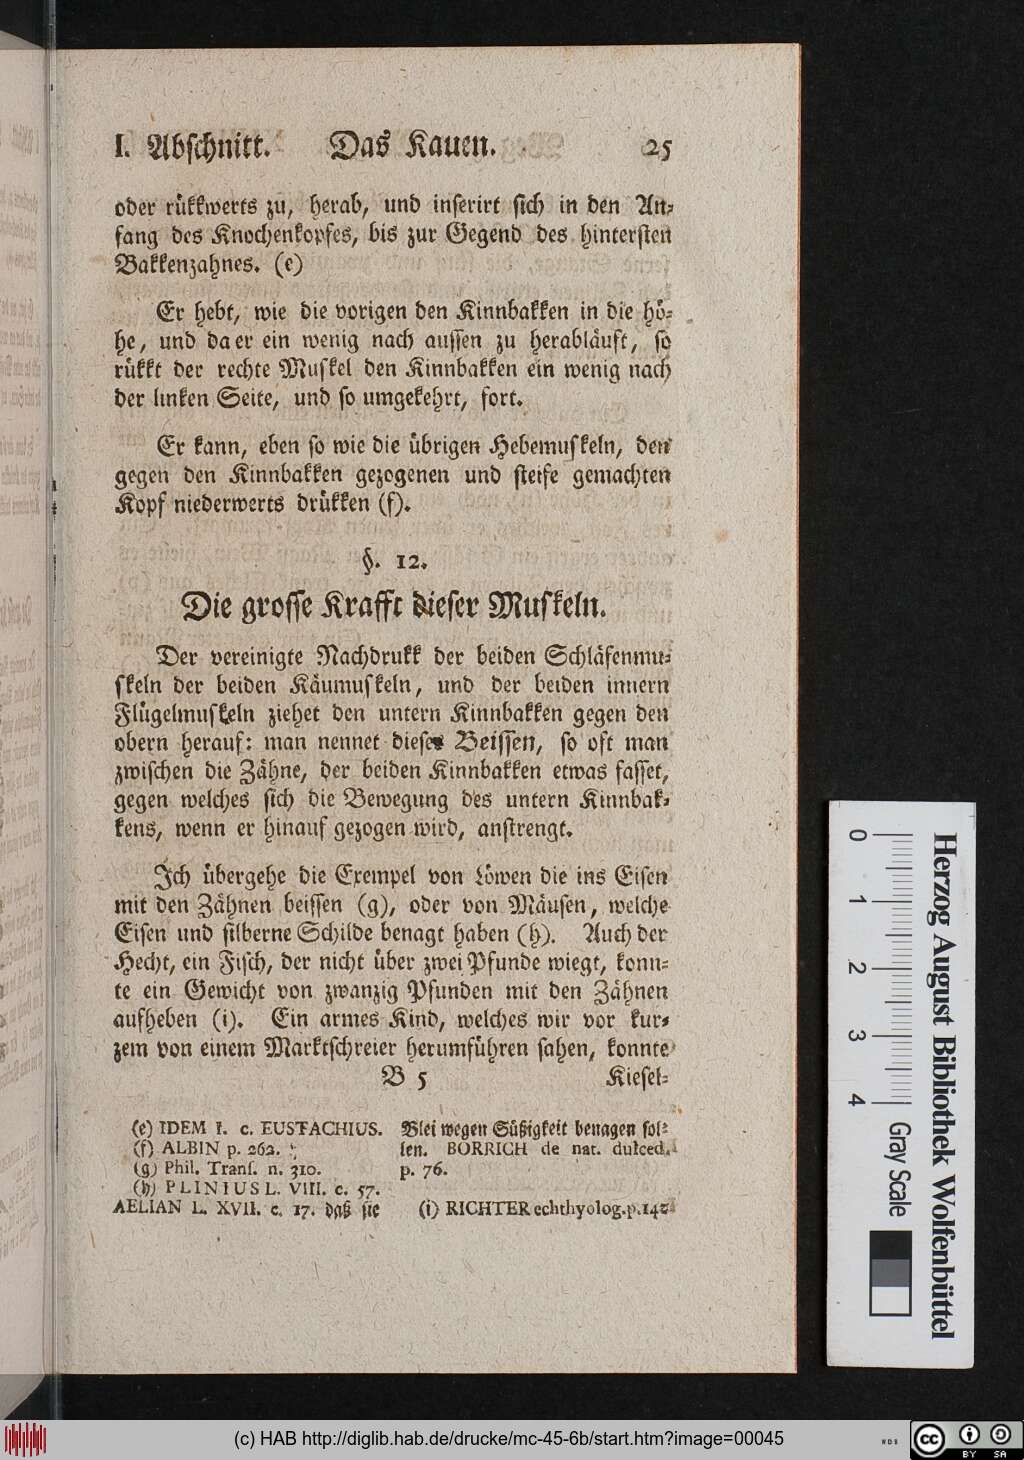 I. Abſchnitt. Das Kauen. 25
oder rükkwerts zu, herab, und inſerirt ſich in den An⸗
fang des Knochenkopfes, bis zur Gegend des hinterſten
Bakkenzahnes. (e)
Er hebt, wie die vorigen den Kinnbakken in die hö⸗
he, und da er ein wenig nach auſſen zu herabläuft, ſo
rükkt der rechte Muſkel den Kinnbakken ein wenig nach
der linken Seite, und ſo umgekehrt, fort.
Er kann, eben ſo wie die übrigen Hebemuſkeln, den
gegen den Kinnbakken gezogenen und ſteife gemachten
Kopf niederwerts drükken (f).
§. 12.
Die groſſe Krafft dieſer Muſkeln.
Der vereinigte Nachdrukk der beiden Schläfenmu⸗
ſkeln der beiden Käumuſkeln, und der beiden innern
Flügelmuſkeln ziehet den untern Kinnbakken gegen den
obern herauf: man nennet dieſes Beiſſen, ſo oft man
zwiſchen die Zähne, der beiden Kinnbakken etwas faſſet,
gegen welches ſich die Bewegung des untern Kinnbak⸗
kens, wenn er hinauf gezogen wird, anſtrengt.
Ich übergehe die Exempel von Löwen die ins Eiſen
mit den Zähnen beiſſen (g), oder von Mäuſen, welche
Eiſen und ſilberne Schilde benagt haben (h). Auch der
Hecht, ein Fiſch, der nicht über zwei Pfunde wiegt, konn⸗
te ein Gewicht von zwanzig Pfunden mit den Zähnen
aufheben (i). Ein armes Kind, welches wir vor kur⸗
zem von einem Marktſchreier herumführen ſahen, konnte
B 5 Kieſel⸗
(e) IDEM l. c. EUSTACHIUS.
(f) ALBIN p. 262.
(g) Phil. Tranſ. n. 310.
(h) PLINIUS L. VIII. c. 57.
AELIAN L. XVII. c. 17. daß ſie
Blei wegen Süßigkeit benagen ſol⸗
len. BORRICH de nat. dulced.
p. 76.
(i) RICHTER echthyolog. p.
0 1 2 3 4
Gray Scale
Herzog August Bibliothek Wolfenbüttel
(c) HAB http://diglib.hab.de/drucke/mc-45-6b/start.htm?image=00045
WDB
cc BY SA